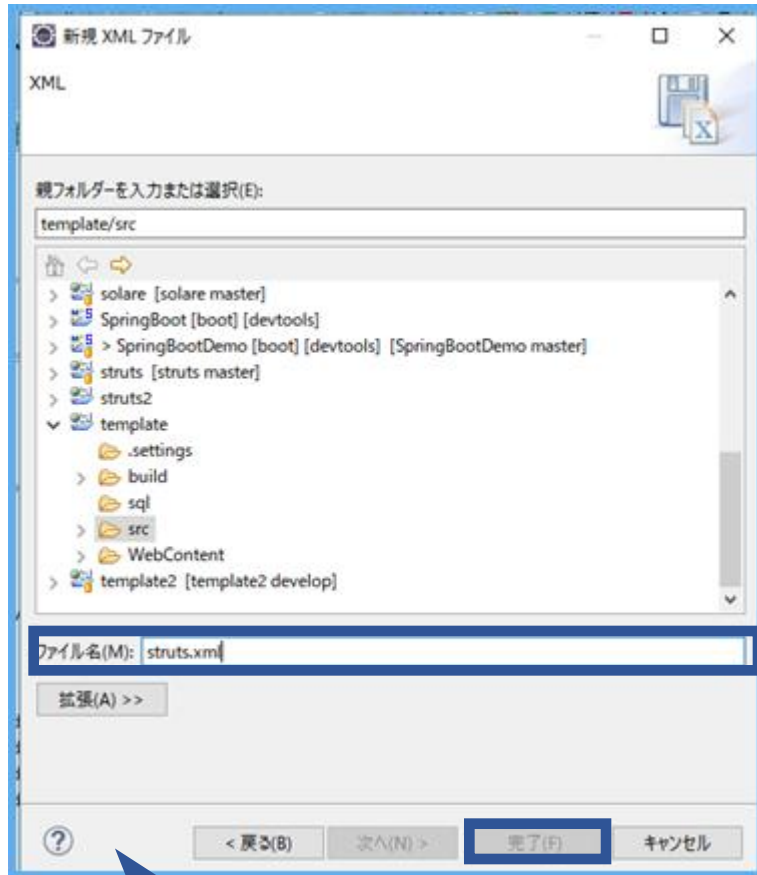 新規 XML ファイル
XML
親フォルダーを入力または選択(E):
template/src
solare [solare master]
SpringBoot [boot] [devtools]
> SpringBootDemo [boot] [devtools] [SpringBootDemo master]
struts [struts master]
struts2
template
.settings
build
sql
src
WebContent
template2 [template2 develop]
ファイル名(M): struts.xml
拡張(A) >>
< 戻る(B) 次へ(N) > 完了(F) キャンセル